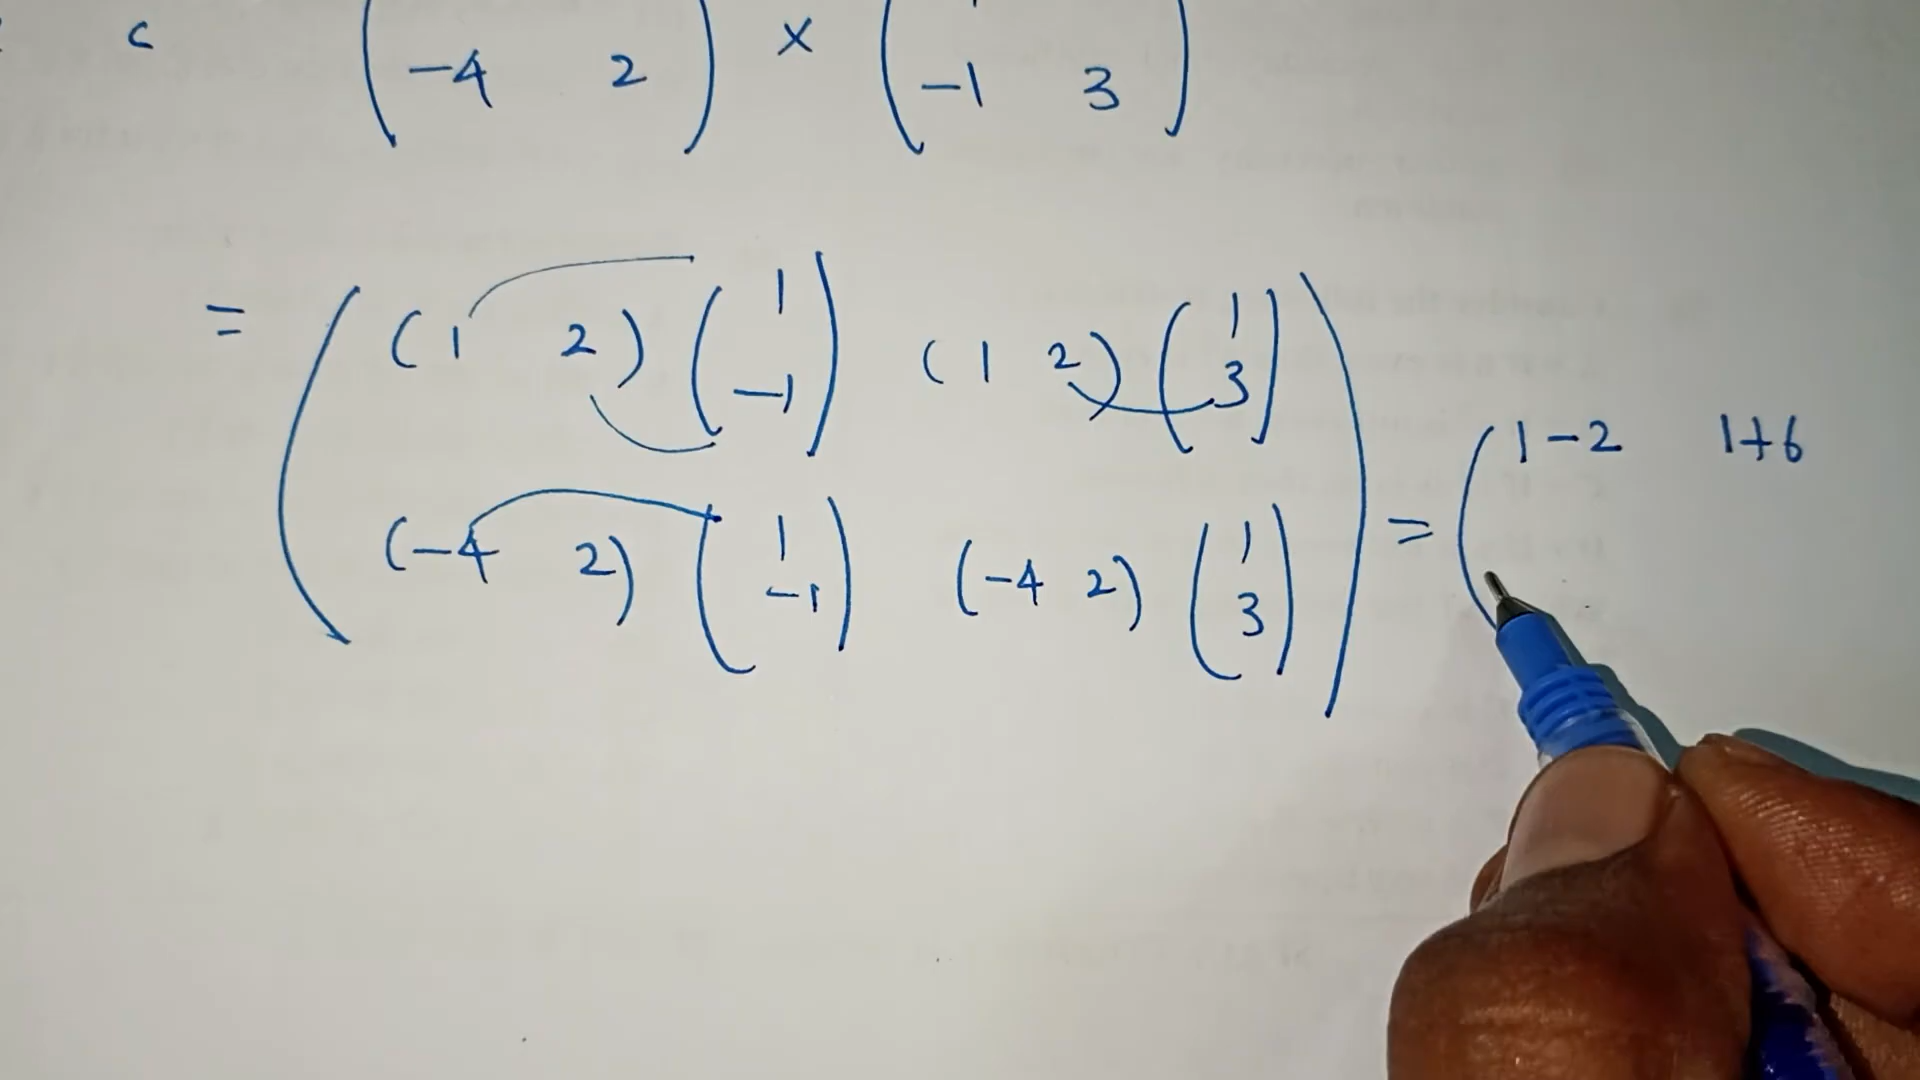 c ( -4 2 ) × ( -1 3 )
= ( (1 2) ( 1 -1 ) (1 2) ( 1 3 )
(-4 2) ( 1 -1 ) (-4 2) ( 1 3 ) ) = ( 1-2 1+6